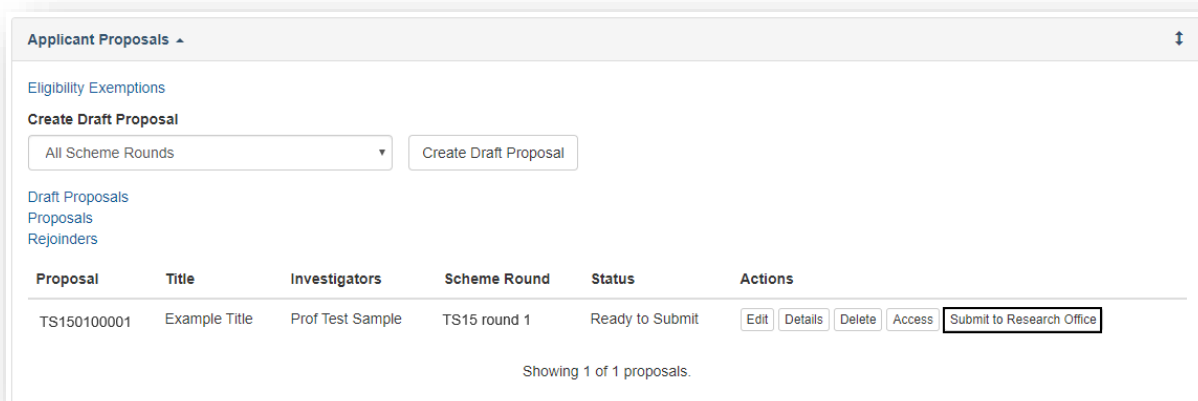 Applicant Proposals
Eligibility Exemptions
Create Draft Proposal
All Scheme Rounds Create Draft Proposal
Draft Proposals
Proposals
Rejoinders
Proposal Title Investigators Scheme Round Status Actions
TS150100001 Example Title Prof Test Sample TS15 round 1 Ready to Submit Edit Details Delete Access Submit to Research Office
Showing 1 of 1 proposals.